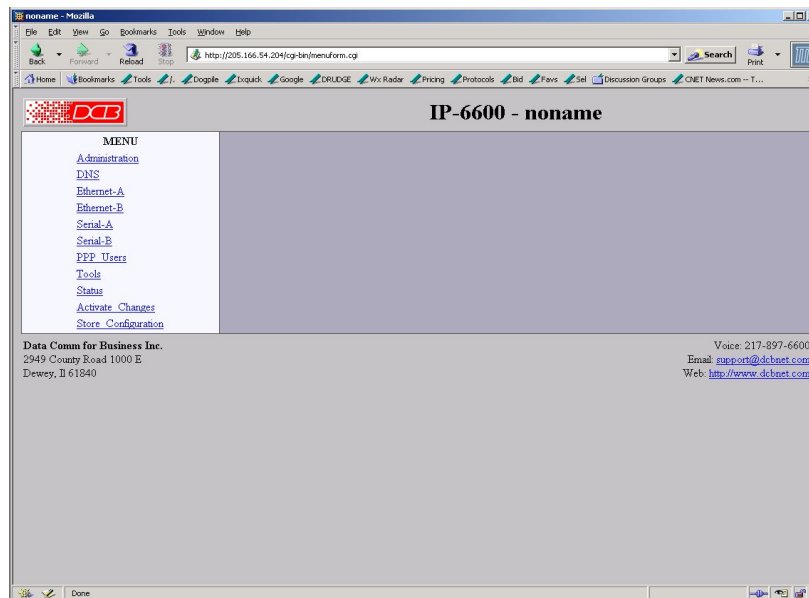 noname - Mozilla
File Edit View Go Bookmarks Tools Window Help
Back Forward Reload Stop http://205.166.54.204/cgi-bin/menuform.cgi Search Print
Home Bookmarks Tools /. Dogpile Ixquick Google DRUDGE Wx Radar Pricing Protocols Bid Favs Sel Discussion Groups CNET News.com -- T...
DCB IP-6600 - noname
MENU
Administration
DNS
Ethernet-A
Ethernet-B
Serial-A
Serial-B
PPP Users
Tools
Status
Activate Changes
Store Configuration
Data Comm for Business Inc. Voice: 217-897-6600
2949 County Road 1000 E Email: support@dcbnet.com
Dewey, Il 61840 Web: http://www.dcbnet.com
Done